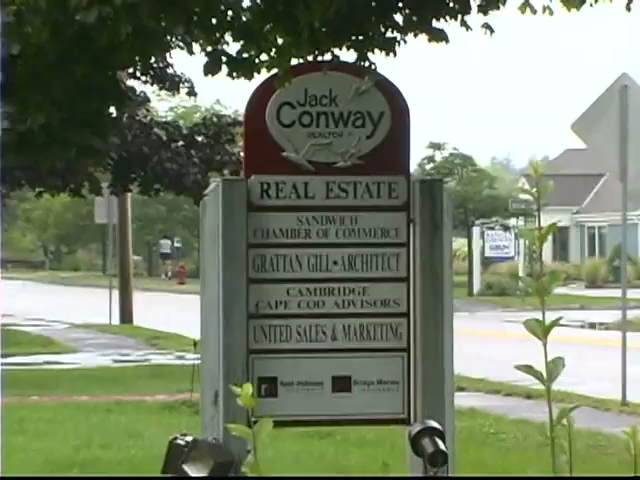 Jack
Conway
REALTOR
REAL ESTATE
SANDWICH
CHAMBER OF COMMERCE
GRATTAN GILL•ARCHITECT
CAMBRIDGE
CAPE COD ADVISORS
UNITED SALES & MARKETING